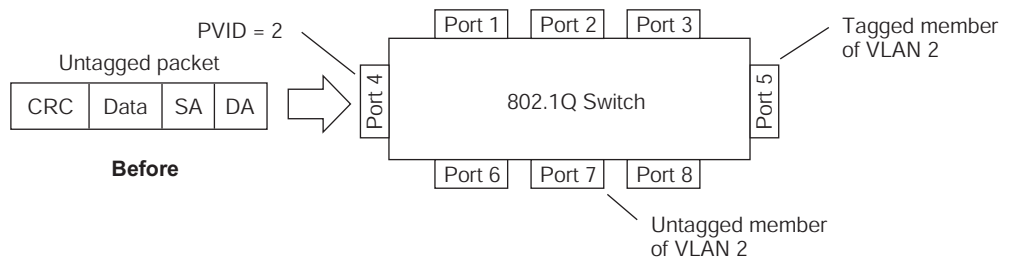 Port 1 Port 2 Port 3
PVID = 2
Tagged member
of VLAN 2
Untagged packet
CRC Data SA DA
Port 4
802.1Q Switch
Port 5
Before
Port 6 Port 7 Port 8
Untagged member
of VLAN 2